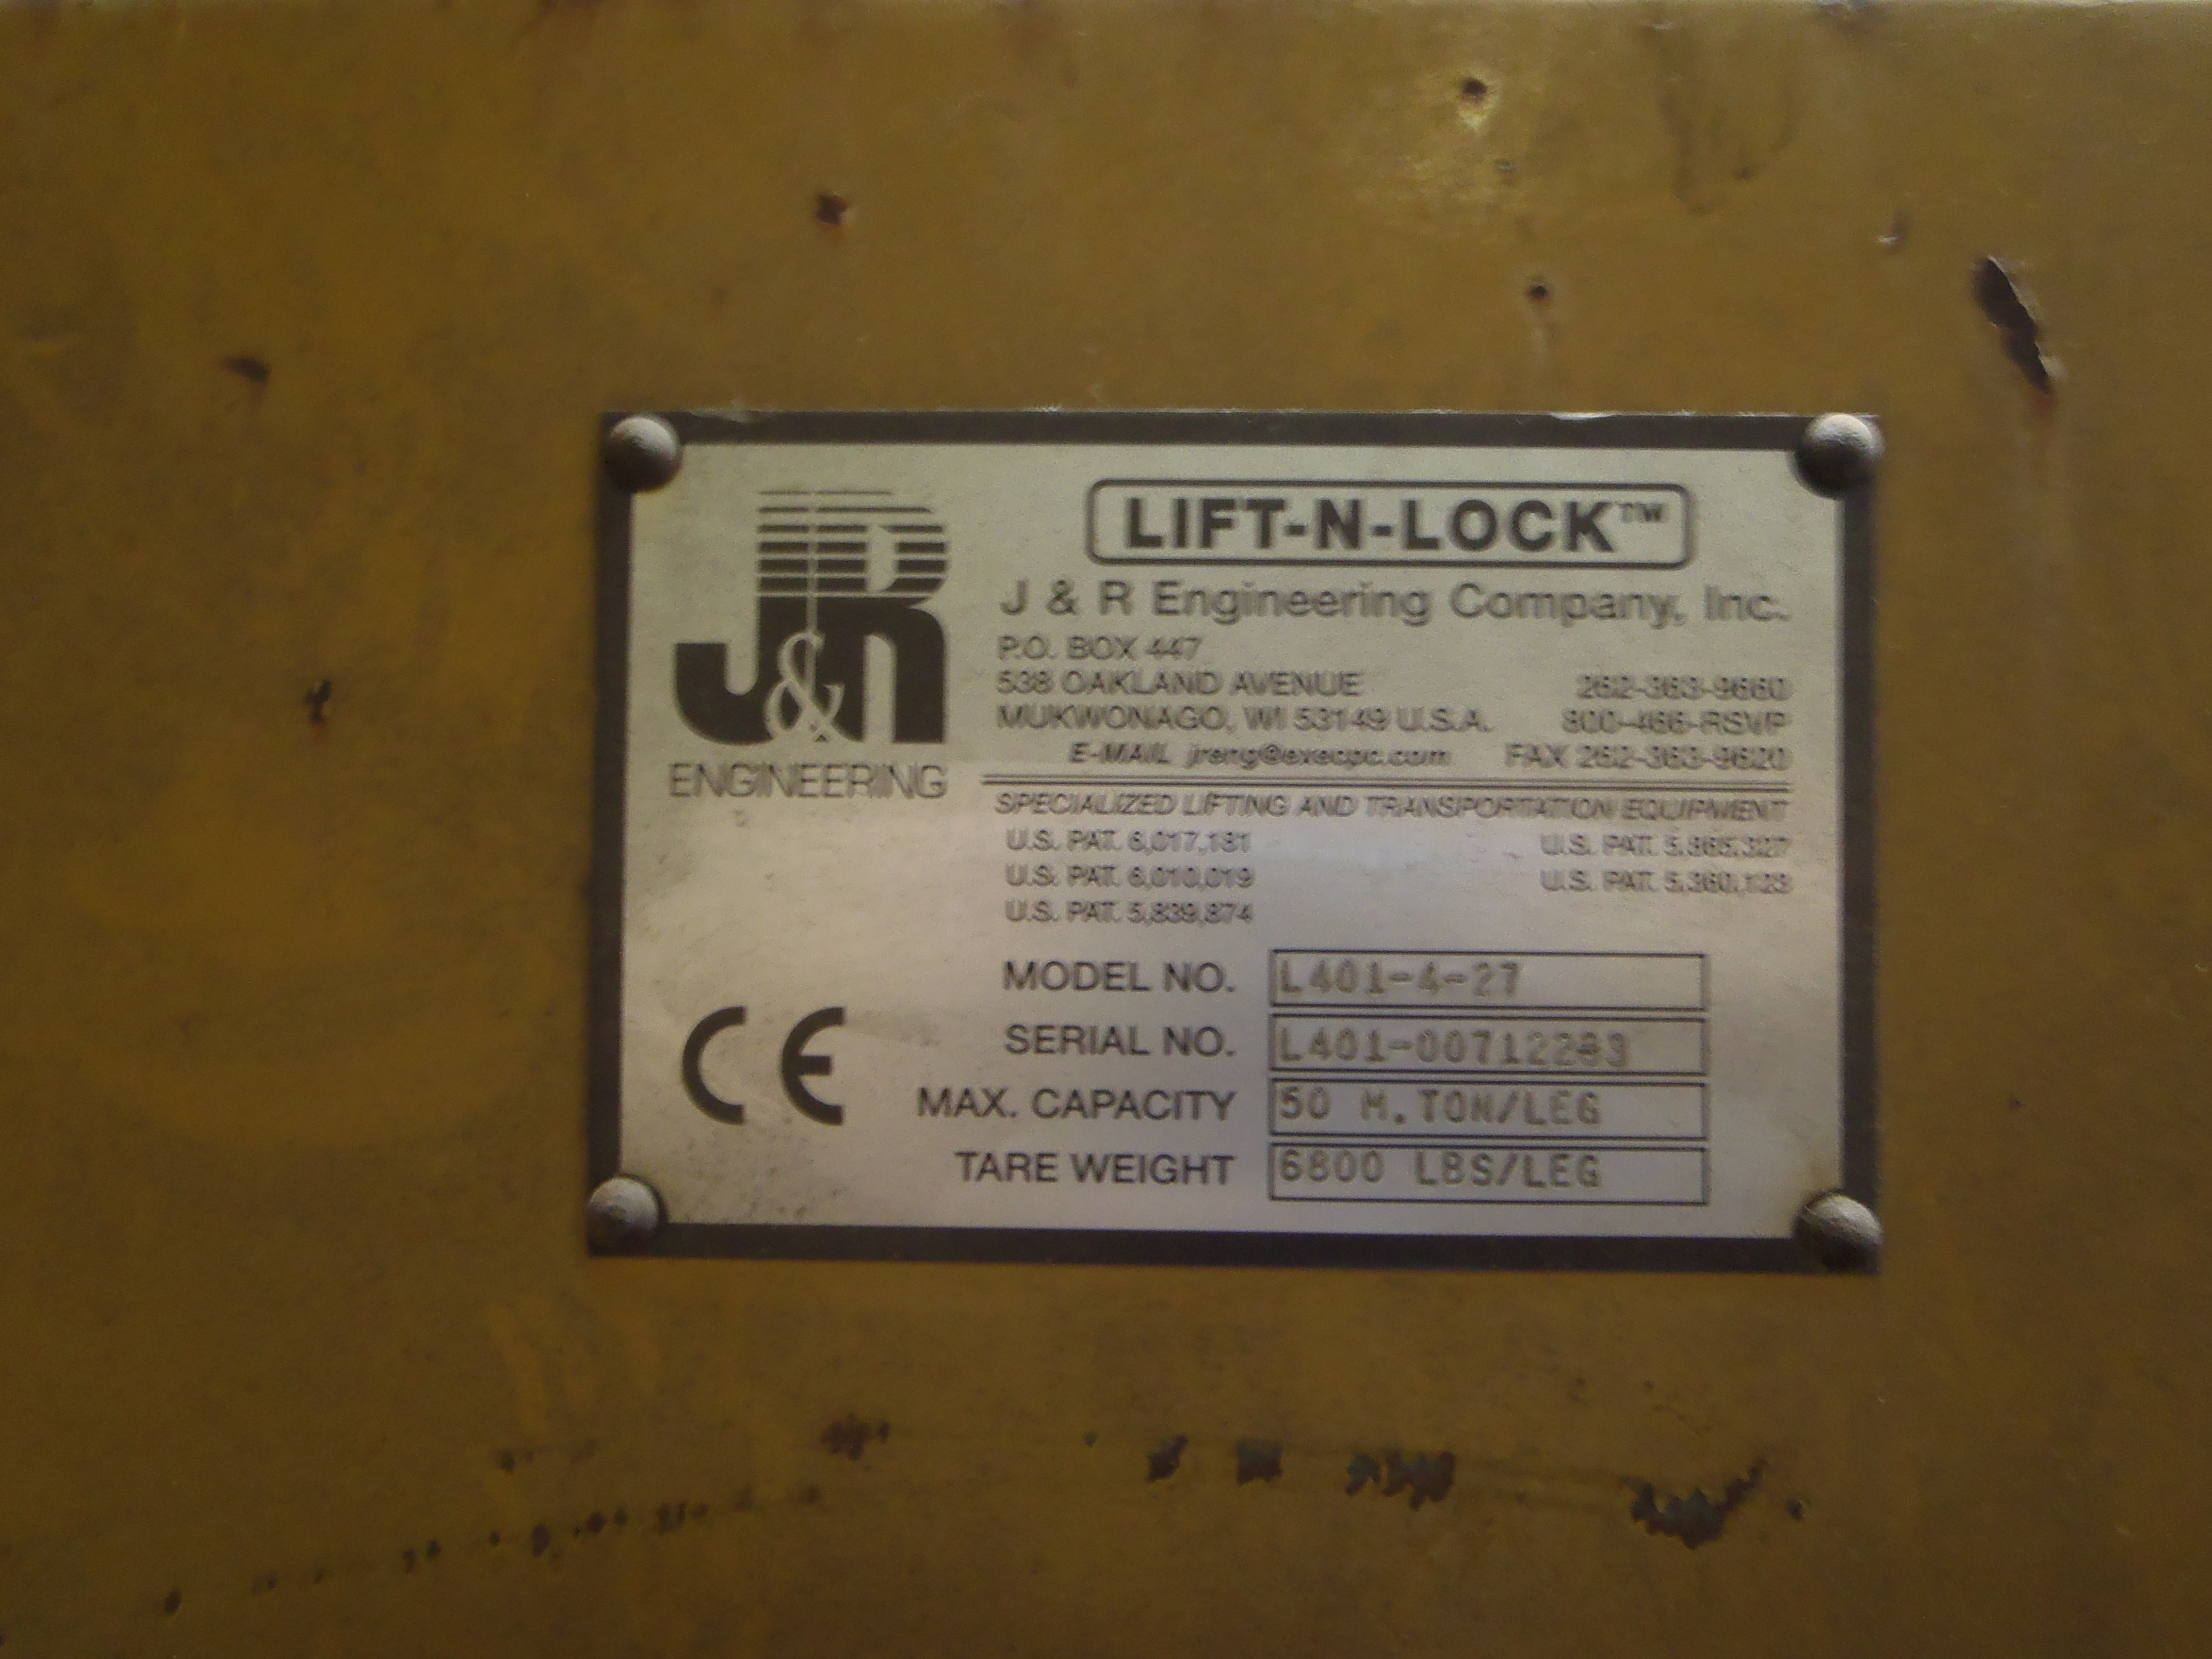 J&R
ENGINEERING
LIFT-N-LOCK™
J & R Engineering Company, Inc.
P.O. BOX 447
538 OAKLAND AVENUE 262-363-9660
MUKWONAGO, WI 53149 U.S.A. 800-466-RSVP
E-MAIL jreng@execpc.com FAX 262-363-9620
SPECIALIZED LIFTING AND TRANSPORTATION EQUIPMENT
U.S. PAT. 6,017,181 U.S. PAT. 5,865,327
U.S. PAT. 6,010,019 U.S. PAT. 5,360,123
U.S. PAT. 5,839,874
MODEL NO. L401-4-27
SERIAL NO.
MAX. CAPACITY 50 M.TON/LEG
TARE WEIGHT 6800 LBS/LEG
CE